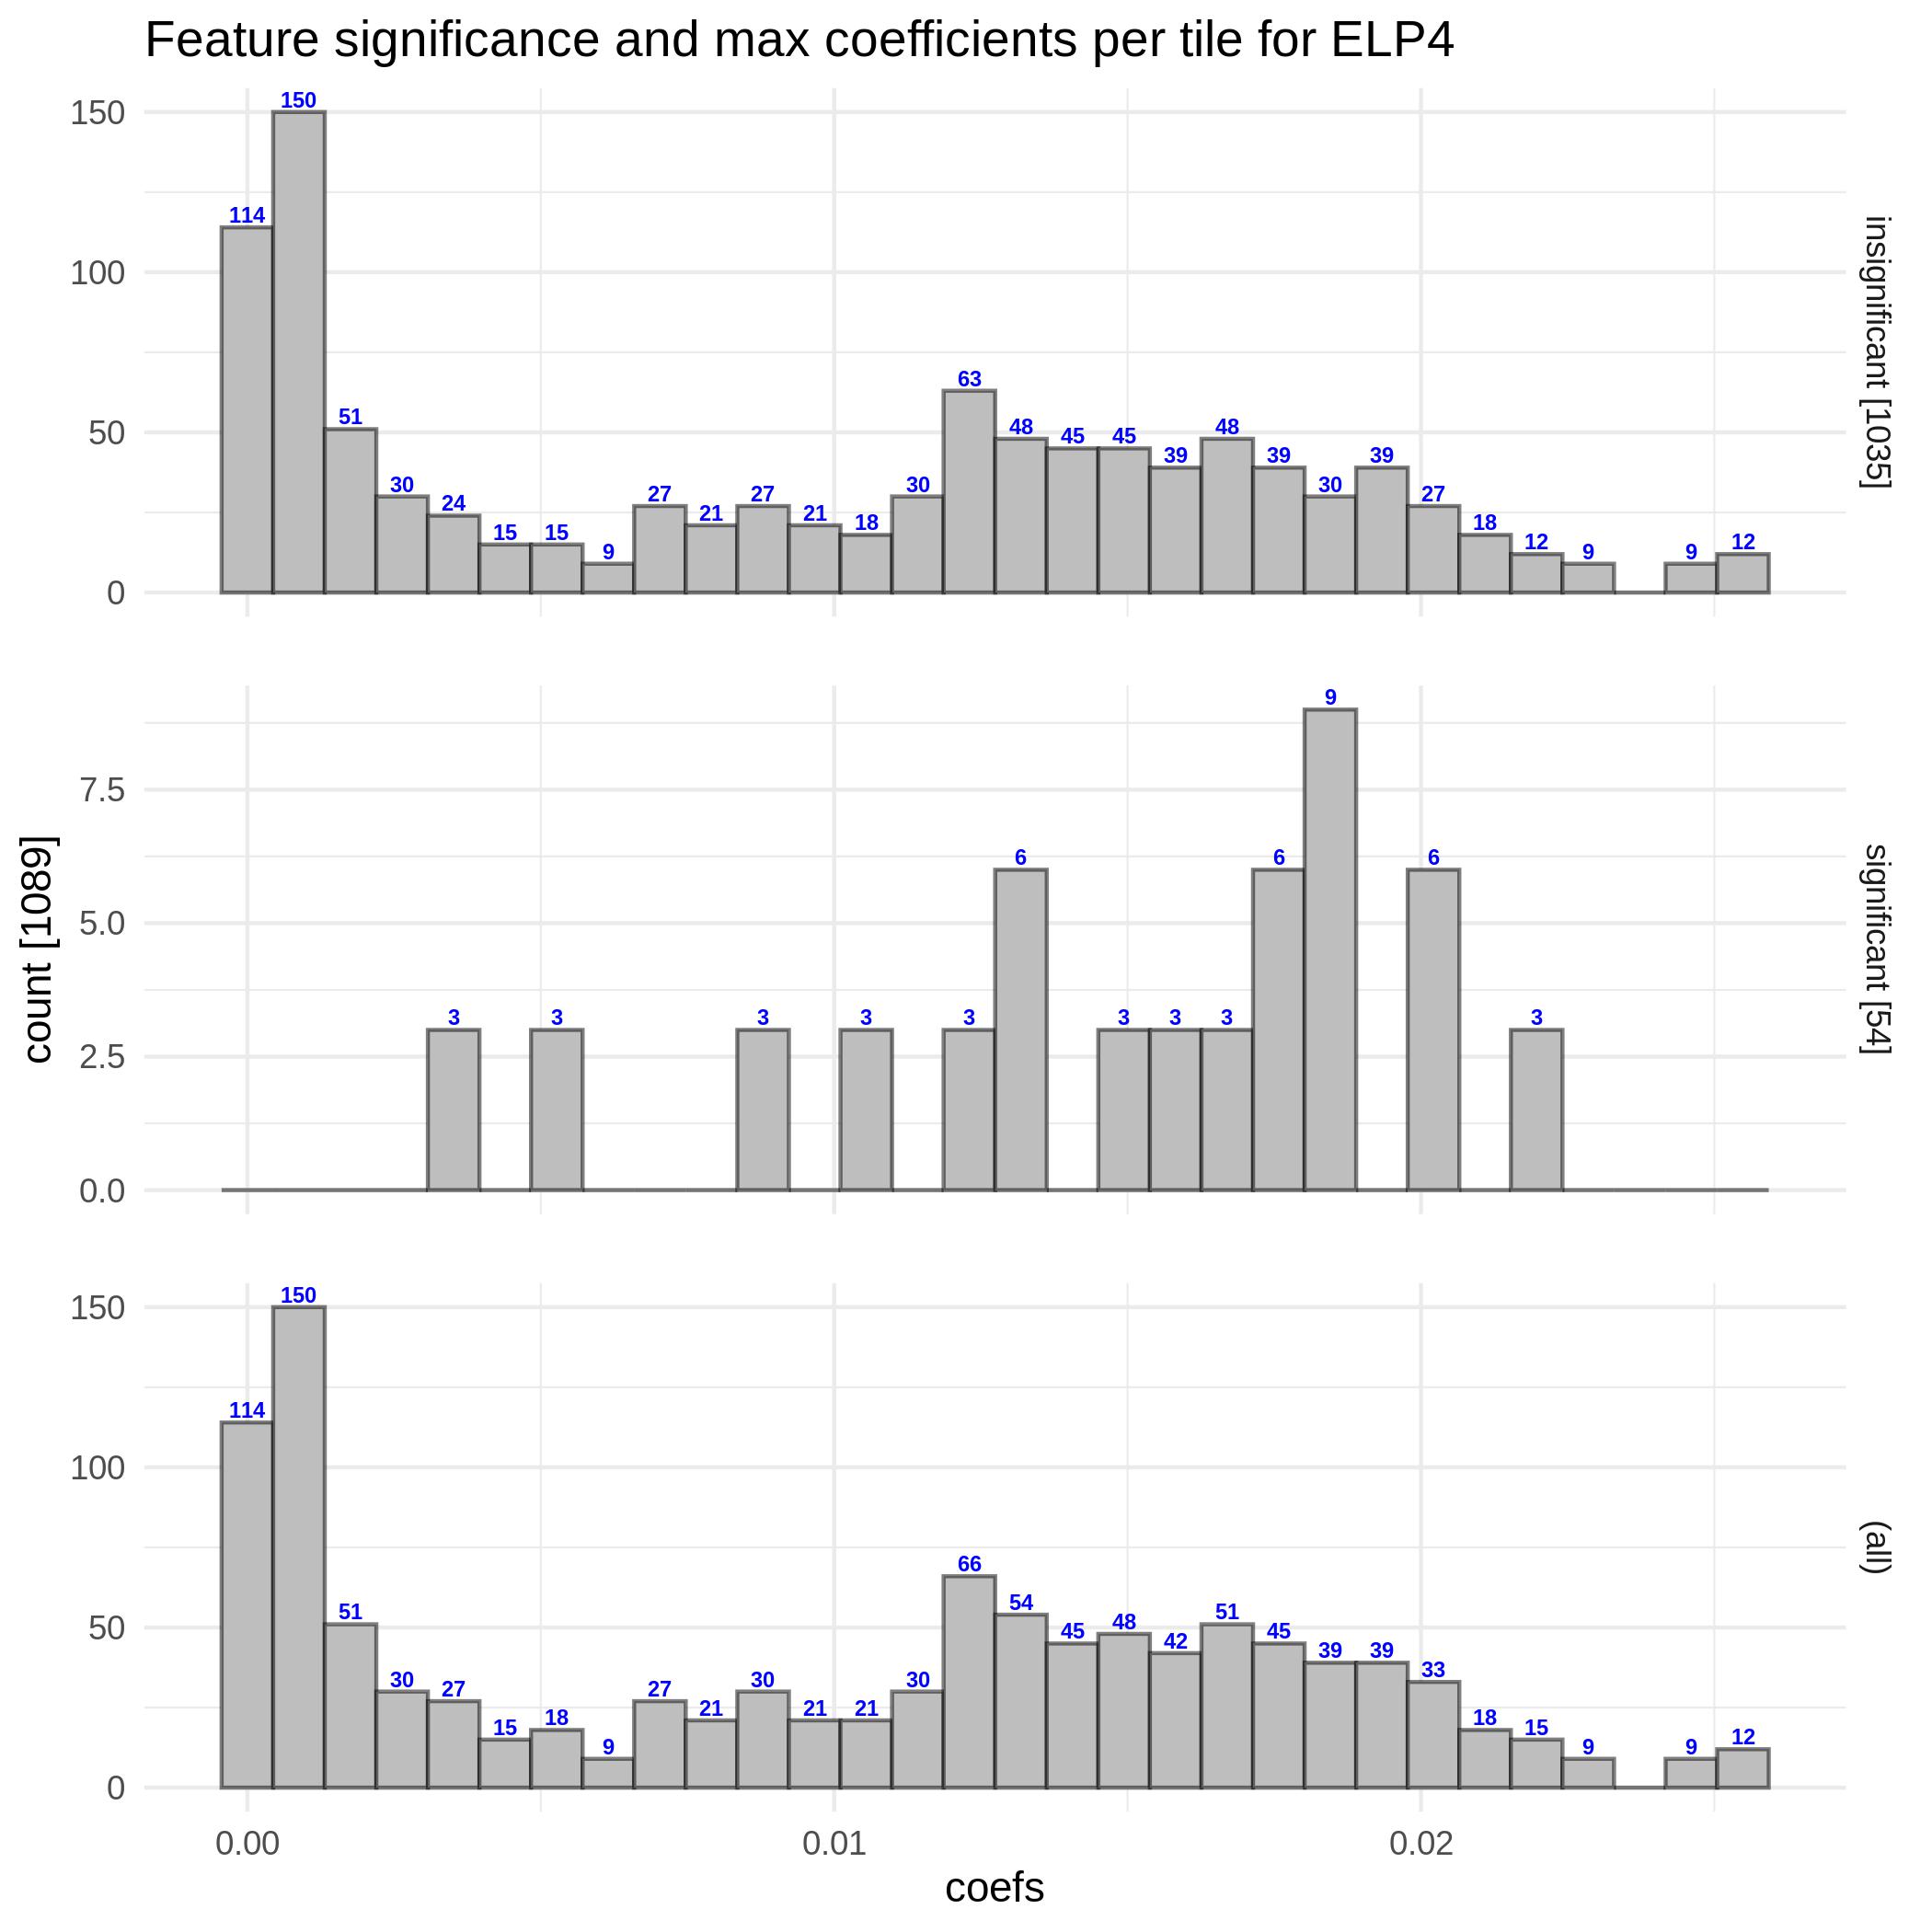 Feature significance and max coefficients per tile for ELP4
150
100
50
0
114 150 51 30 24 15 15 9 27 21 27 21 18 30 63 48 45 45 39 48 39 30 39 27 18 12 9 9 12
insignificant [1035]
count [1089]
7.5
5.0
2.5
0.0
3 3 3 3 3 6 3 3 3 6 9 6 3
significant [54]
150
100
50
0
114 150 51 30 27 15 18 9 27 21 30 21 21 30 66 54 45 48 42 51 45 39 39 33 18 15 9 9 12
(all)
0.00 0.01 0.02
coefs